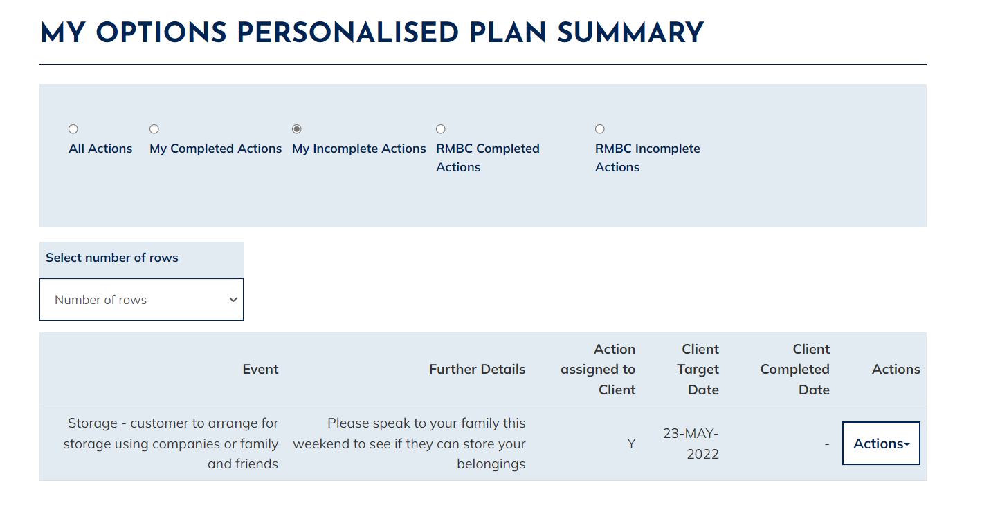 MY OPTIONS PERSONALISED PLAN SUMMARY
All Actions
My Completed Actions
My Incomplete Actions
RMBC Completed
Actions
RMBC Incomplete
Actions
Select number of rows
Number of rows
Event
Further Details
Action
assigned to
Client
Client
Target
Date
Client
Completed
Date
Actions
Storage - customer to arrange for
storage using companies or family
and friends
Please speak to your family this
weekend to see if they can store your
belongings
Y
23-MAY-
2022
-
Actions